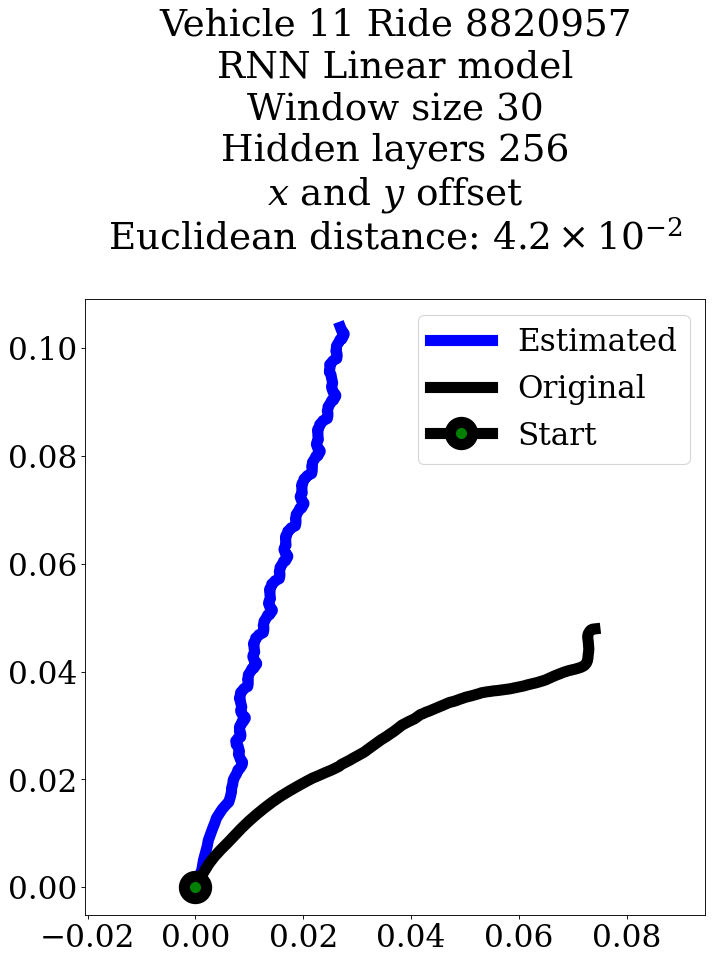 Vehicle 11 Ride 8820957
RNN Linear model
Window size 30
Hidden layers 256
x and y offset
Euclidean distance: 4.2 × 10⁻²
Estimated
Original
Start
0.10
0.08
0.06
0.04
0.02
0.00
−0.02 0.00 0.02 0.04 0.06 0.08